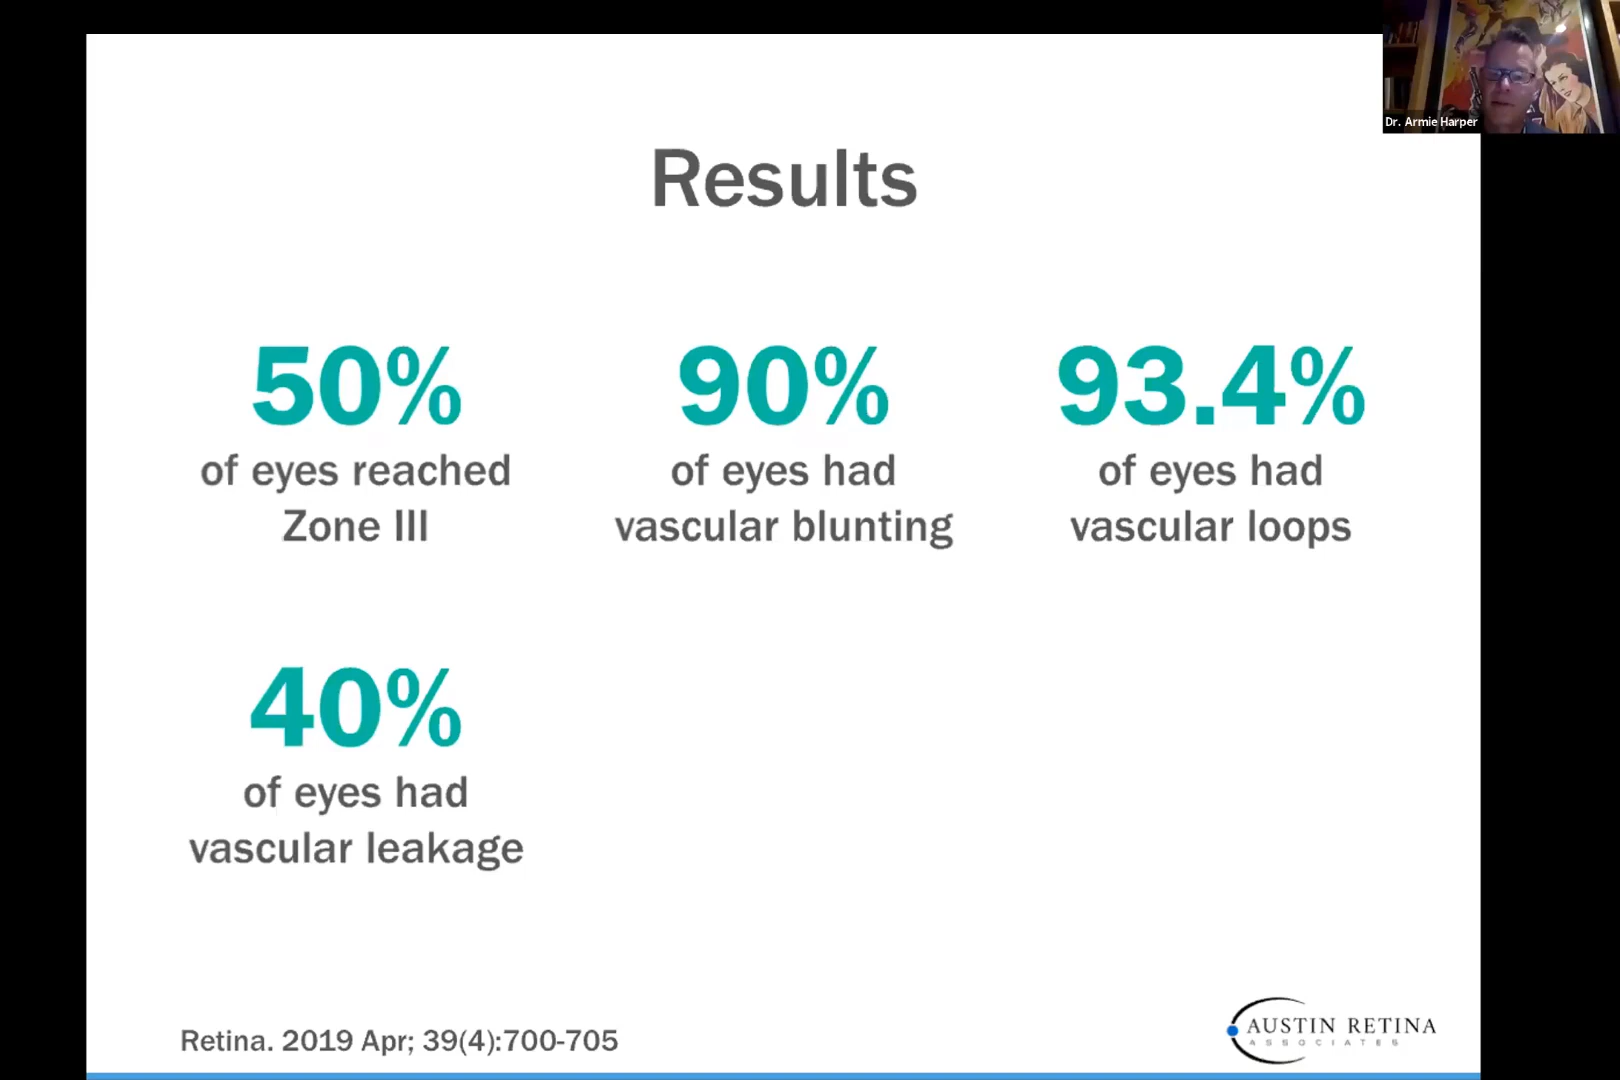 Dr. Armie Harper
Results
50%
of eyes reached
Zone III
90%
of eyes had
vascular blunting
93.4%
of eyes had
vascular loops
40%
of eyes had
vascular leakage
Retina. 2019 Apr; 39(4):700-705
AUSTIN RETINA
ASSOCIATES